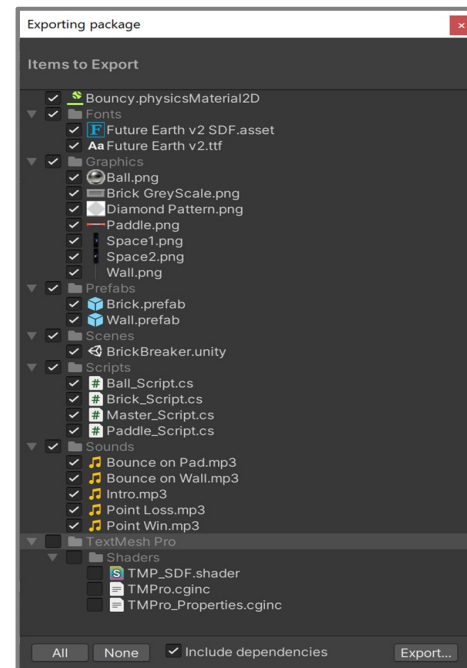 Exporting package
Items to Export
Bouncy.physicsMaterial2D
Fonts
Future Earth v2 SDF.asset
Future Earth v2.ttf
Graphics
Ball.png
Brick GreyScale.png
Diamond Pattern.png
Paddle.png
Space1.png
Space2.png
Wall.png
Prefabs
Brick.prefab
Wall.prefab
Scenes
BrickBreaker.unity
Scripts
Ball_Script.cs
Brick_Script.cs
Master_Script.cs
Paddle_Script.cs
Sounds
Bounce on Pad.mp3
Bounce on Wall.mp3
Intro.mp3
Point Loss.mp3
Point Win.mp3
TextMesh Pro
Shaders
TMP_SDF.shader
TMPro.cginc
TMPro_Properties.cginc
All None Include dependencies Export...